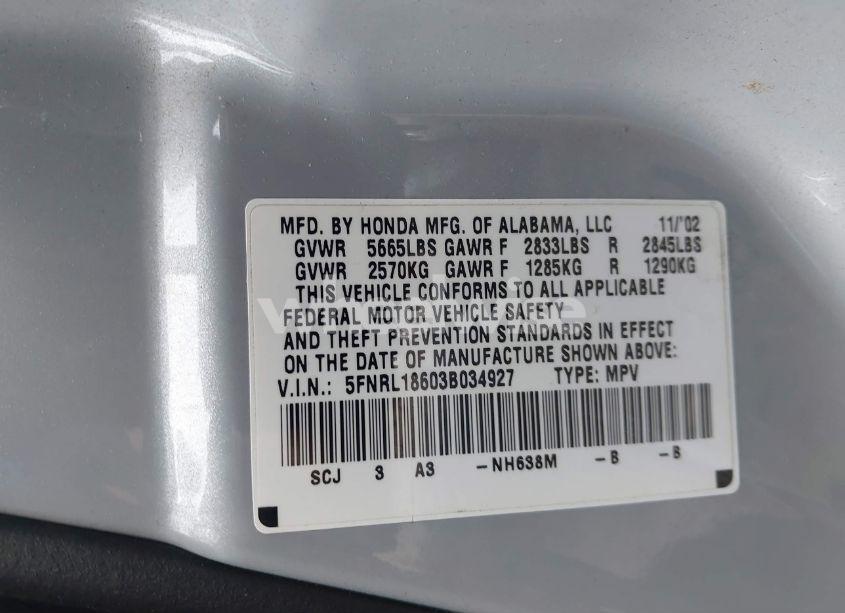 MFD. BY HONDA MFG. OF ALABAMA, LLC 11/'02
GVWR 5665LBS GAWR F 2833LBS R 2845LBS
GVWR 2570KG GAWR F 1285KG R 1290KG
THIS VEHICLE CONFORMS TO ALL APPLICABLE
FEDERAL MOTOR VEHICLE SAFETY
AND THEFT PREVENTION STANDARDS IN EFFECT
ON THE DATE OF MANUFACTURE SHOWN ABOVE:
V.I.N.: 5FNRL18603B034927 TYPE: MPV
SCJ 3 A3 -NH638M -B -B